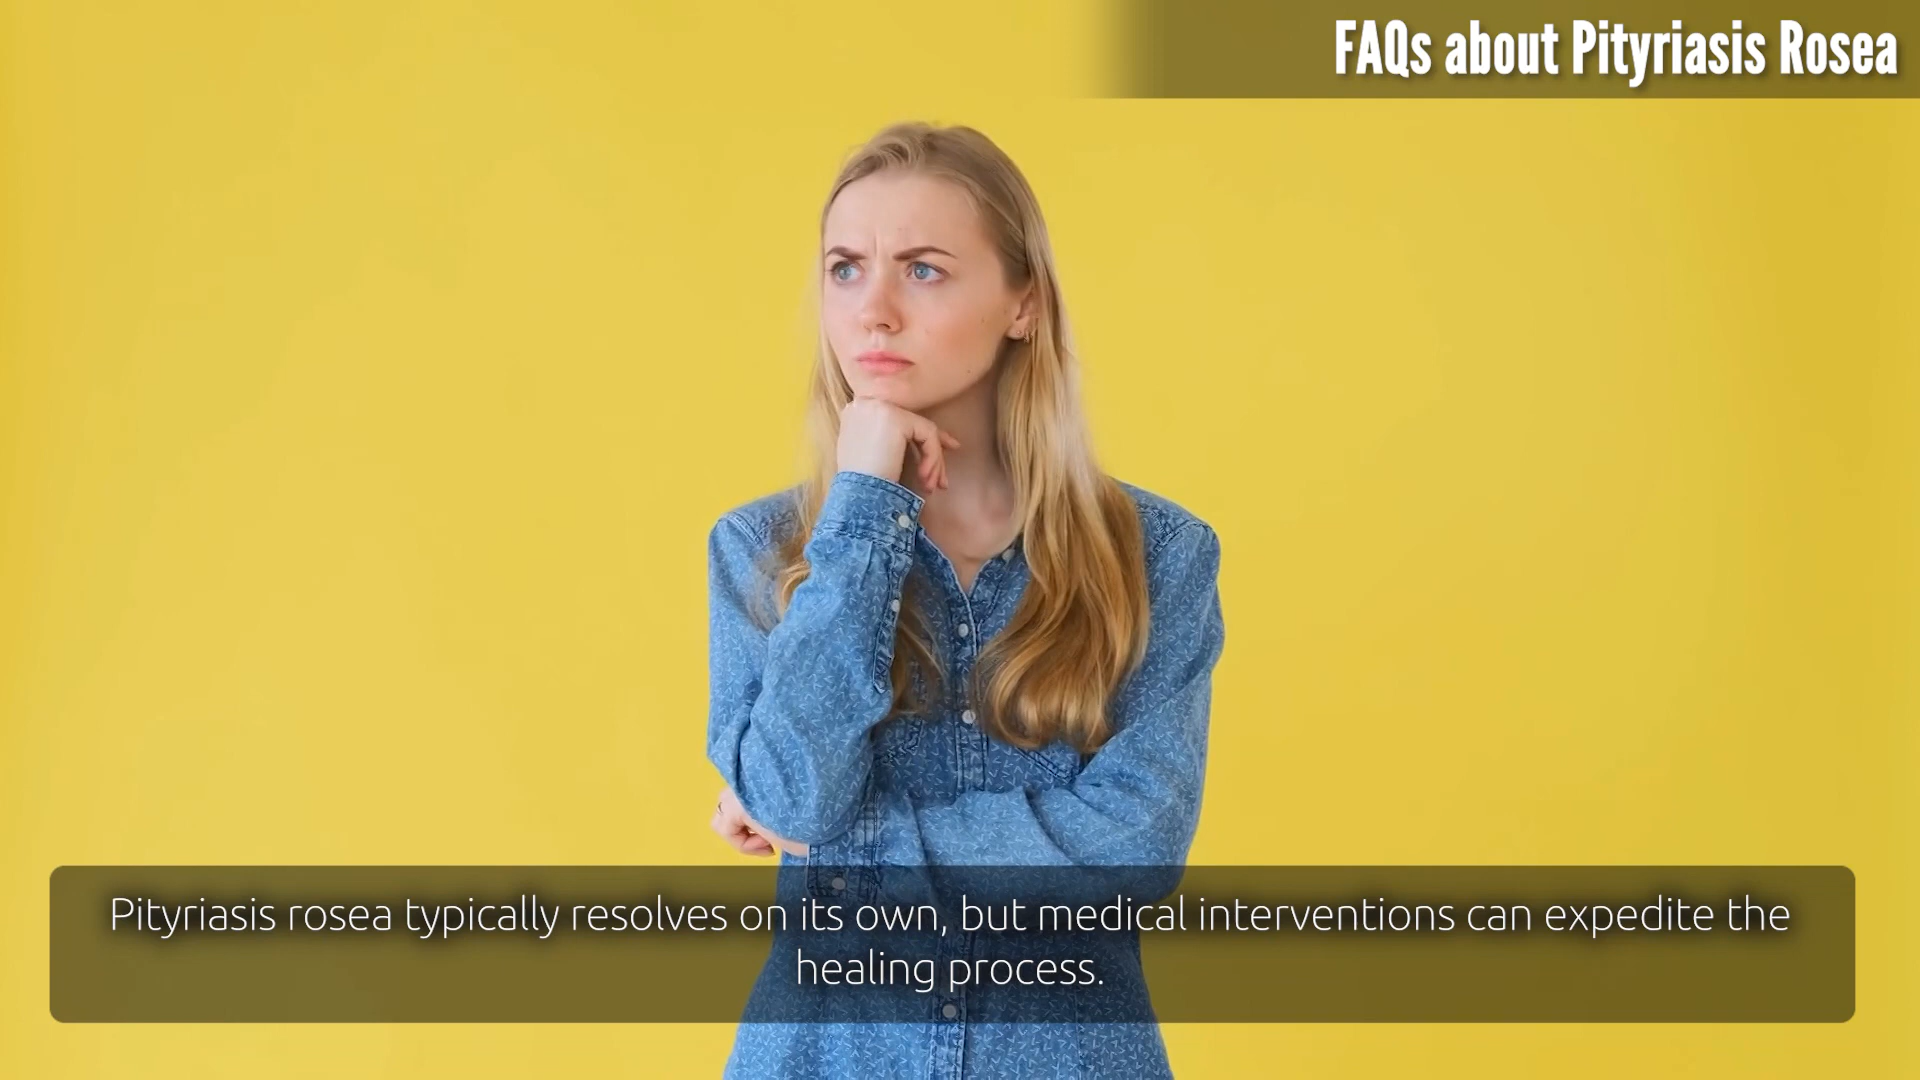 FAQs about Pityriasis Rosea
Pityriasis rosea typically resolves on its own, but medical interventions can expedite the
healing process.